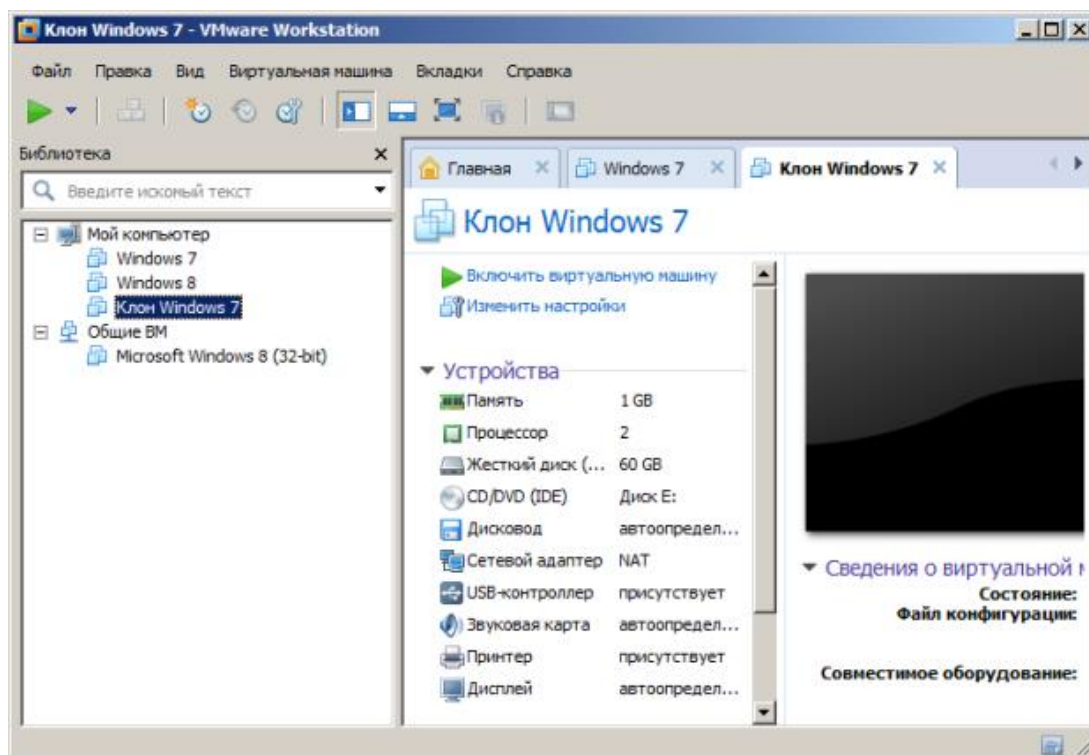 Клон Windows 7 - VMware Workstation
Файл Правка Вид Виртуальная машина Вкладки Справка
Библиотека
Введите искомый текст
Мой компьютер
Windows 7
Windows 8
Клон Windows 7
Общие ВМ
Microsoft Windows 8 (32-bit)
Главная Windows 7 Клон Windows 7
Клон Windows 7
Включить виртуальную машину
Изменить настройки
Устройства
Память 1 GB
Процессор 2
Жесткий диск (... 60 GB
CD/DVD (IDE) Диск E:
Дисковод автоопредел...
Сетевой адаптер NAT
USB-контроллер присутствует
Звуковая карта автоопредел...
Принтер присутствует
Дисплей автоопредел...
Сведения о виртуальной
Состояние:
Файл конфигурации:
Совместимое оборудование: